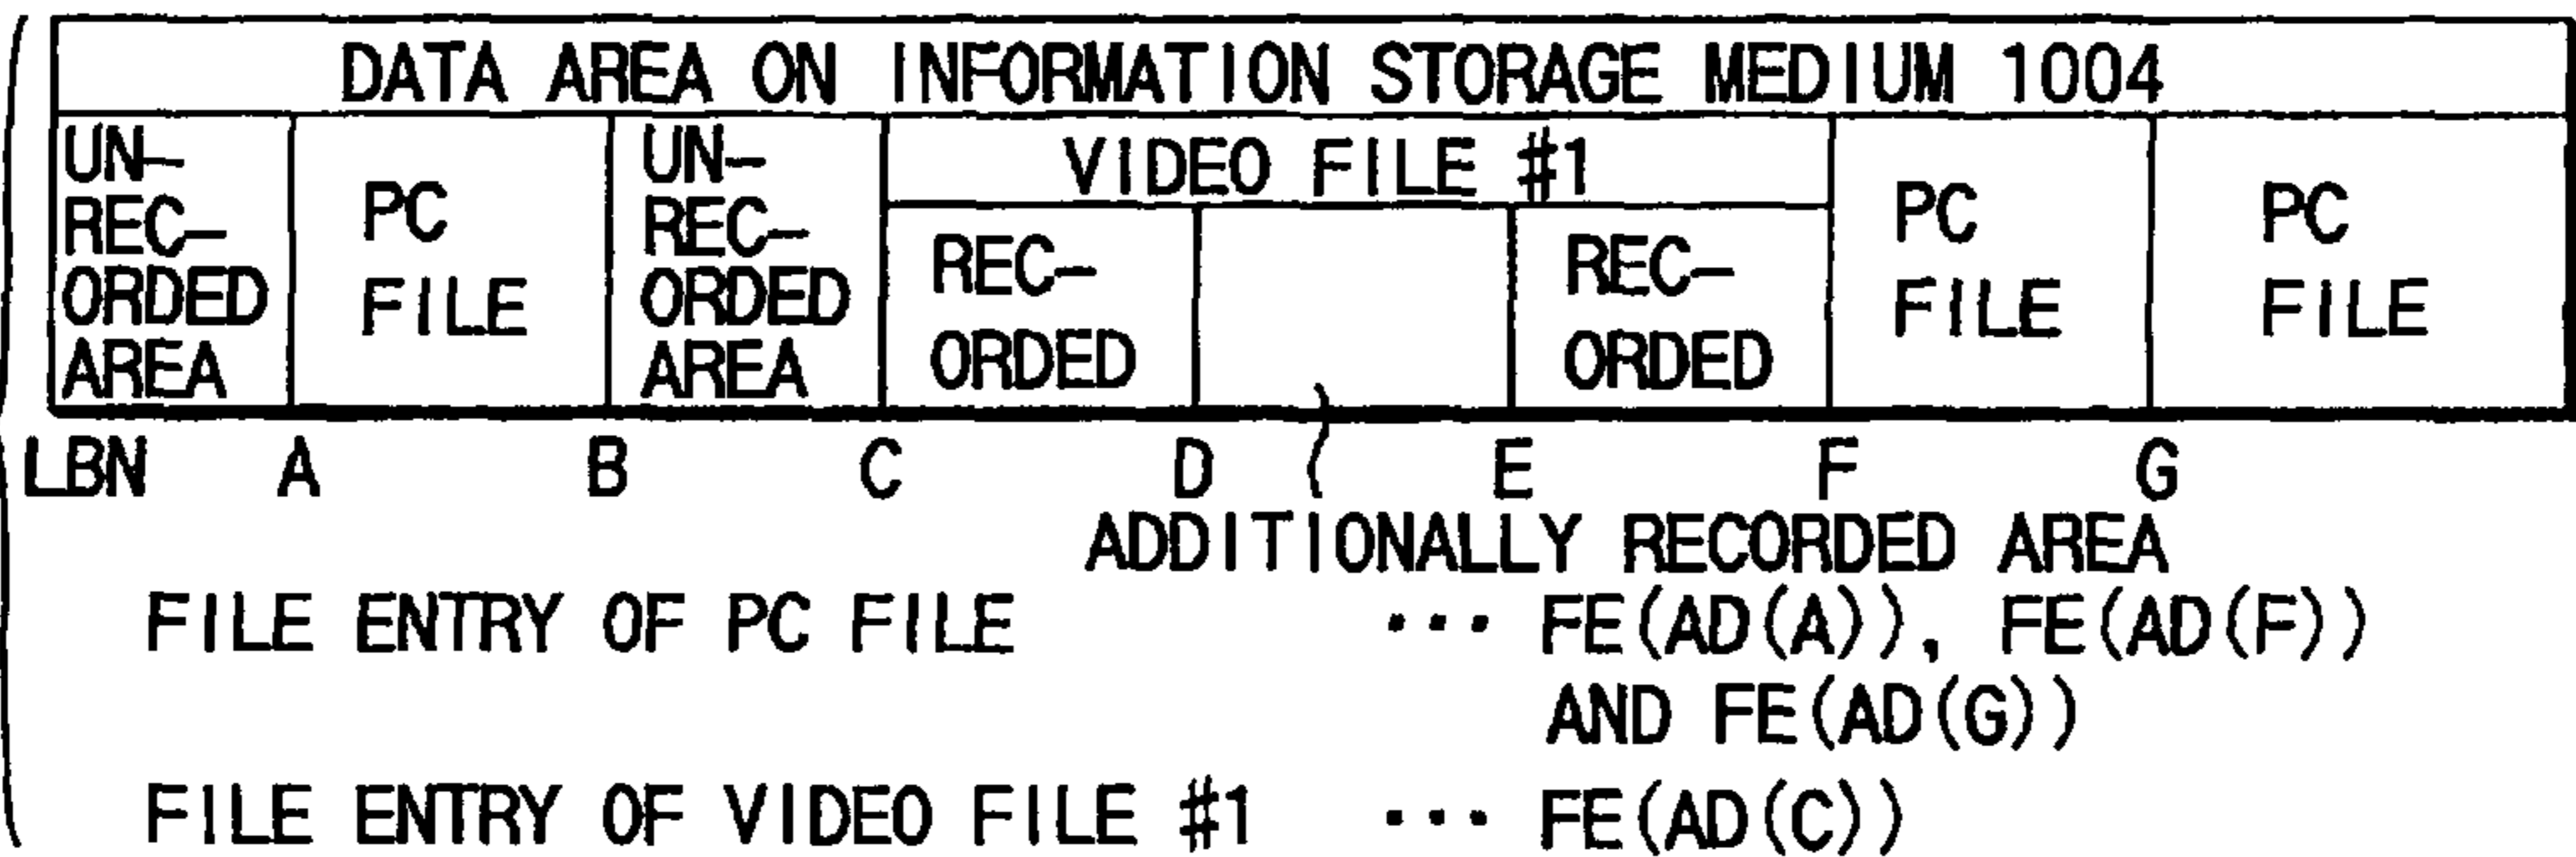 DATA AREA ON INFORMATION STORAGE MEDIUM 1004
UN-
REC-
ORDED
AREA
PC
FILE
UN-
REC-
ORDED
AREA
VIDEO FILE #1
REC-
ORDED
REC-
ORDED
PC
FILE
PC
FILE
LBN A B C D E F G
ADDITIONALLY RECORDED AREA
FILE ENTRY OF PC FILE ··· FE(AD(A)), FE(AD(F))
AND FE(AD(G))
FILE ENTRY OF VIDEO FILE #1 ··· FE(AD(C))